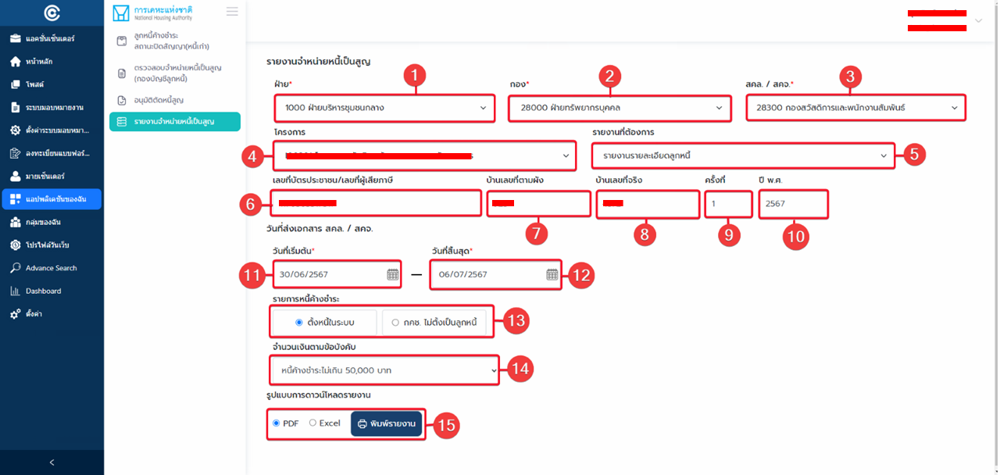 การเคหะแห่งชาติ
National Housing Authority
แอคชั่นเซ็นเตอร์
หน้าหลัก
โพสต์
ระบบมอบหมายงาน
ตั้งค่าระบบมอบหมา...
ลงทะเบียนแบบฟอร์...
มายเซ็นเตอร์
แอปพลิเคชันของฉัน
กลุ่มของฉัน
โปรไฟล์วันเว็บ
Advance Search
Dashboard
ตั้งค่า
ลูกหนี้ค้างชำระ
สถานะปิดสัญญา(หนี้เก่า)
ตรวจสอบจำหน่ายหนี้เป็นสูญ
(กองบัญชีลูกหนี้)
อนุมัติตัดหนี้สูญ
รายงานจำหน่ายหนี้เป็นสูญ
รายงานจำหน่ายหนี้เป็นสูญ
1 2 3
ฝ่าย* กอง* สคล. / สคจ.*
1000 ฝ่ายบริหารชุมชนกลาง 28000 ฝ่ายทรัพยากรบุคคล 28300 กองสวัสดิการและพนักงานสัมพันธ์
โครงการ รายงานที่ต้องการ
4 รายงานรายละเอียดลูกหนี้ 5
เลขที่บัตรประชาชน/เลขที่ผู้เสียภาษี บ้านเลขที่ตามผัง บ้านเลขที่จริง ครั้งที่ ปี พ.ศ.
6 1 2567
7 8 9 10
วันที่ส่งเอกสาร สคล. / สคจ.
วันที่เริ่มต้น* วันที่สิ้นสุด*
11 30/06/2567 — 06/07/2567 12
รายการหนี้ค้างชำระ
ตั้งหนี้ในระบบ กคช. ไม่ตั้งเป็นลูกหนี้ 13
จำนวนเงินตามข้อบังคับ
หนี้ค้างชำระไม่เกิน 50,000 บาท 14
รูปแบบการดาวน์โหลดรายงาน
PDF Excel พิมพ์รายงาน 15